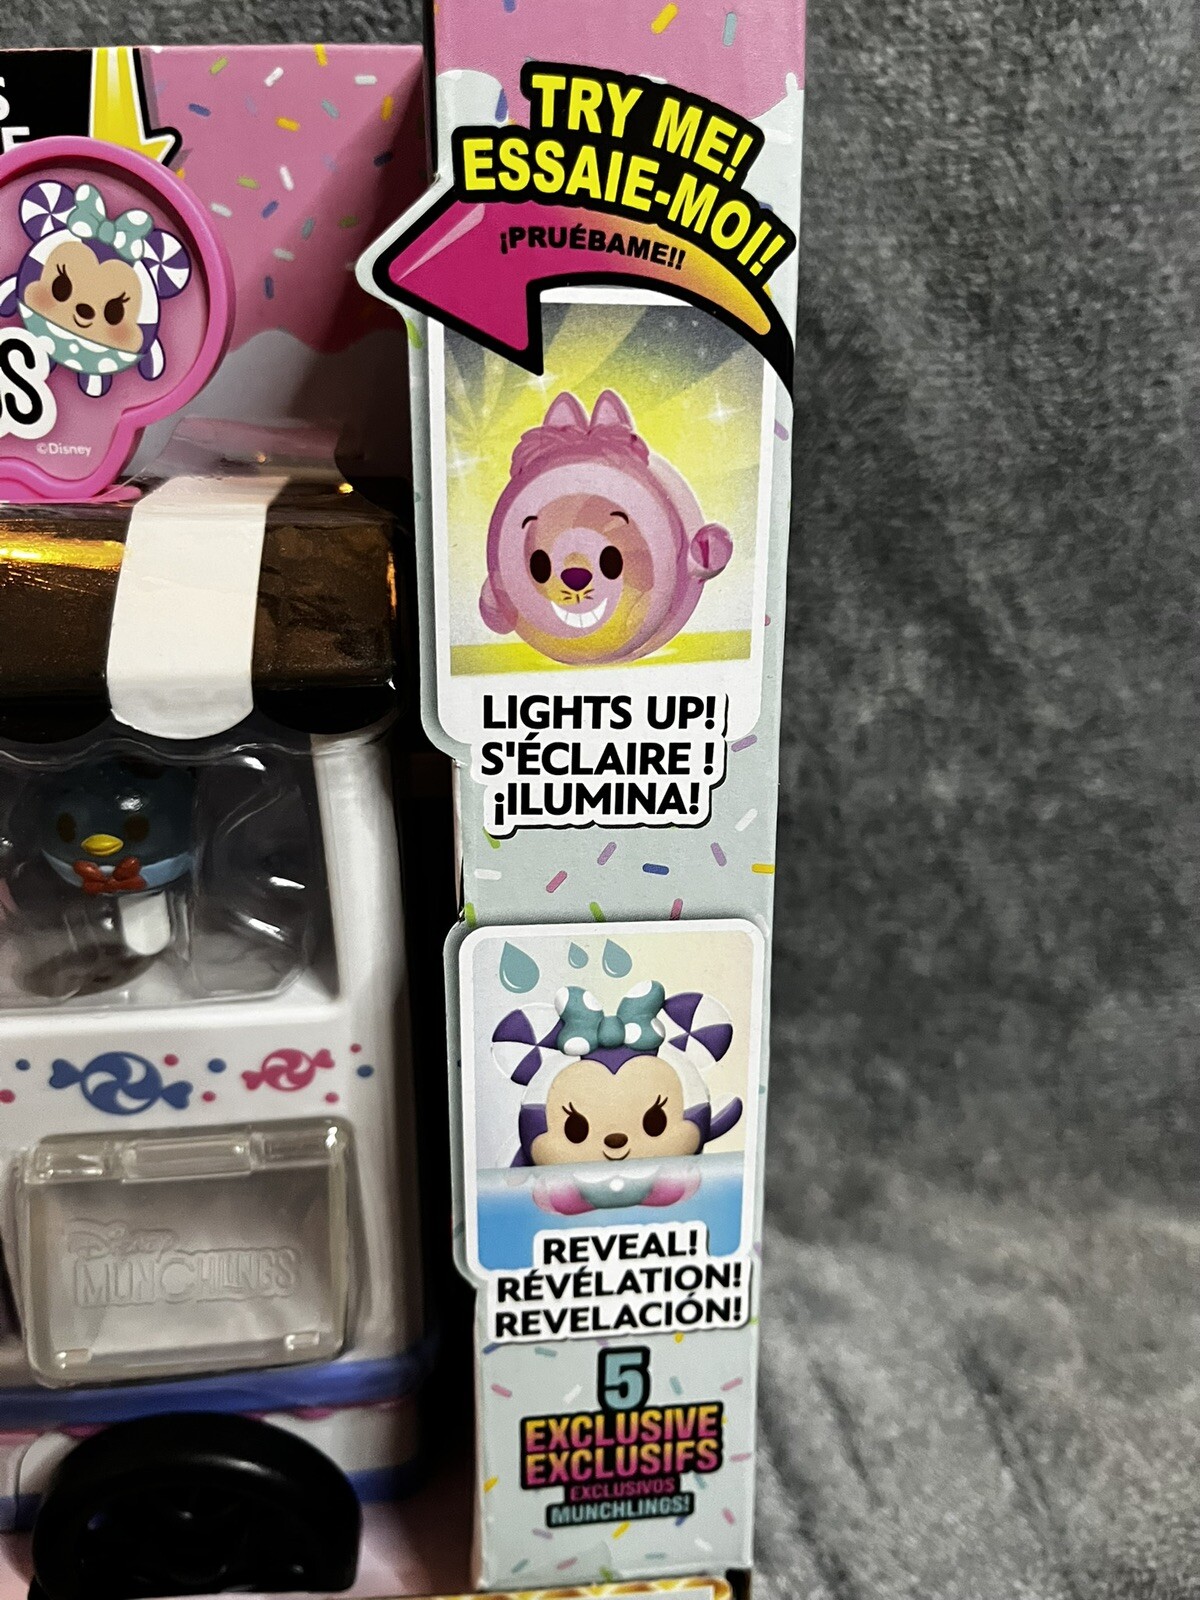 TRY ME!
ESSAIE-MOI!
¡PRUÉBAME!!
©Disney
LIGHTS UP!
S'ÉCLAIRE !
¡ILUMINA!
REVEAL!
RÉVÉLATION!
REVELACIÓN!
Disney
MUNCHLINGS
5
EXCLUSIVE
EXCLUSIFS
EXCLUSIVOS
MUNCHLINGS!